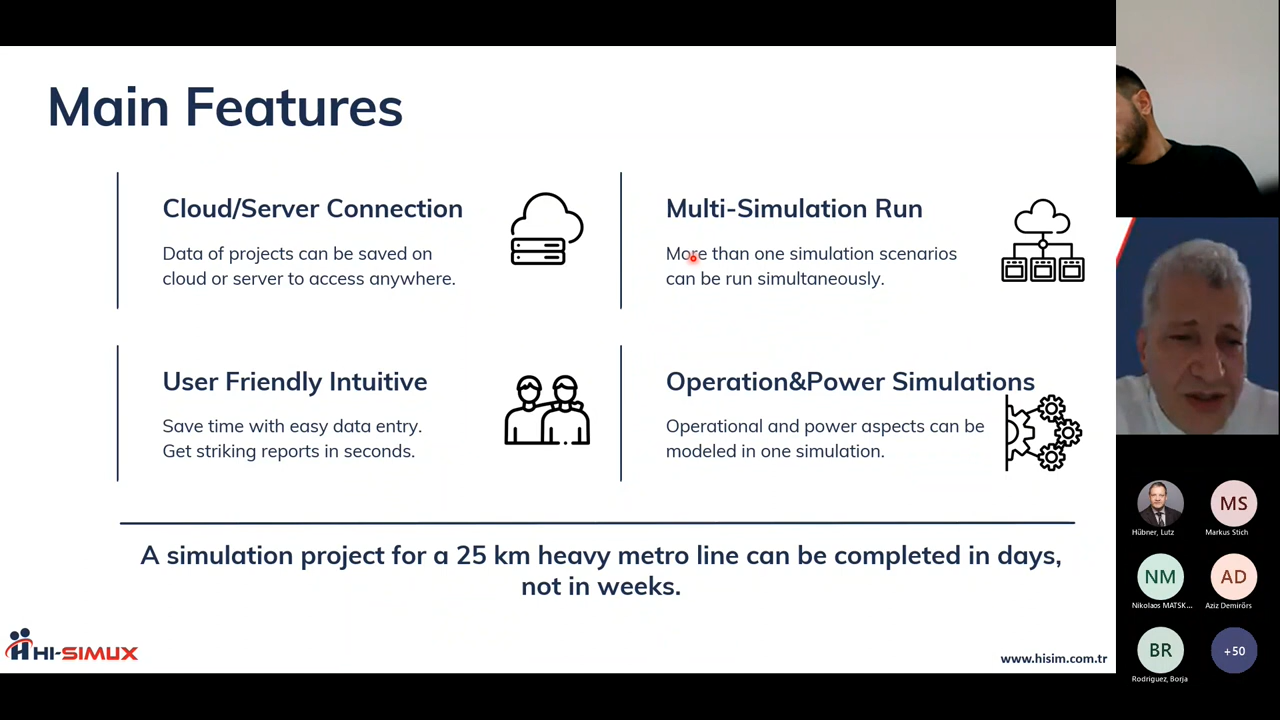 Main Features
Cloud/Server Connection
Data of projects can be saved on
cloud or server to access anywhere.
Multi-Simulation Run
More than one simulation scenarios
can be run simultaneously.
User Friendly Intuitive
Save time with easy data entry.
Get striking reports in seconds.
Operation&Power Simulations
Operational and power aspects can be
modeled in one simulation.
A simulation project for a 25 km heavy metro line can be completed in days,
not in weeks.
HI-SIMUX
www.hisim.com.tr
Hübner, Lutz
MS
Markus Stich
NM
Nikolaos MATSK...
AD
Aziz Demirörs
BR
Rodriguez, Borja
+50